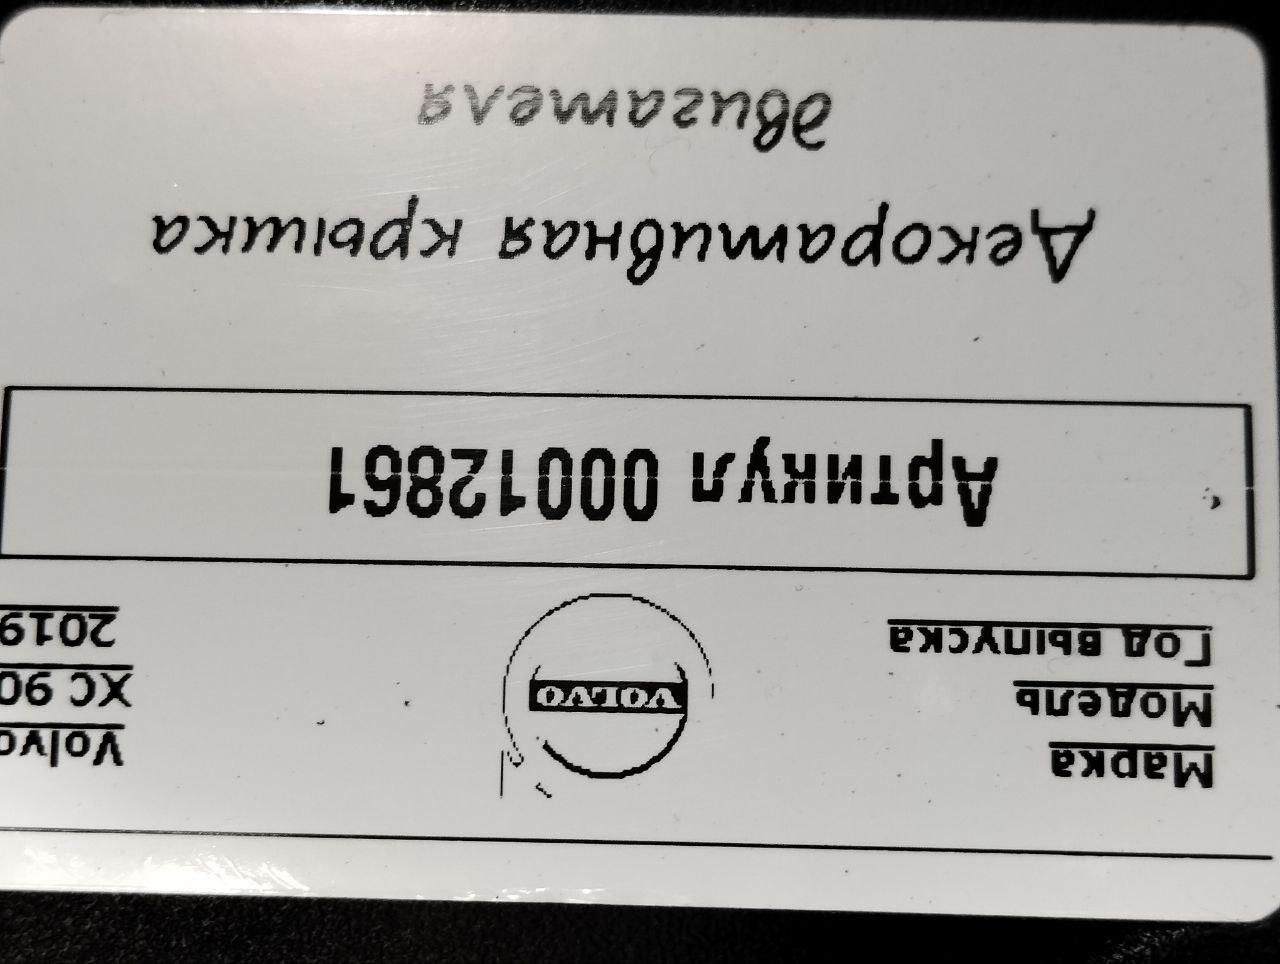 Марка Volvo
Модель XC 90
Год выпуска 2019
VOLVO
Артикул 00012861
Декоративная крышка
двигателя